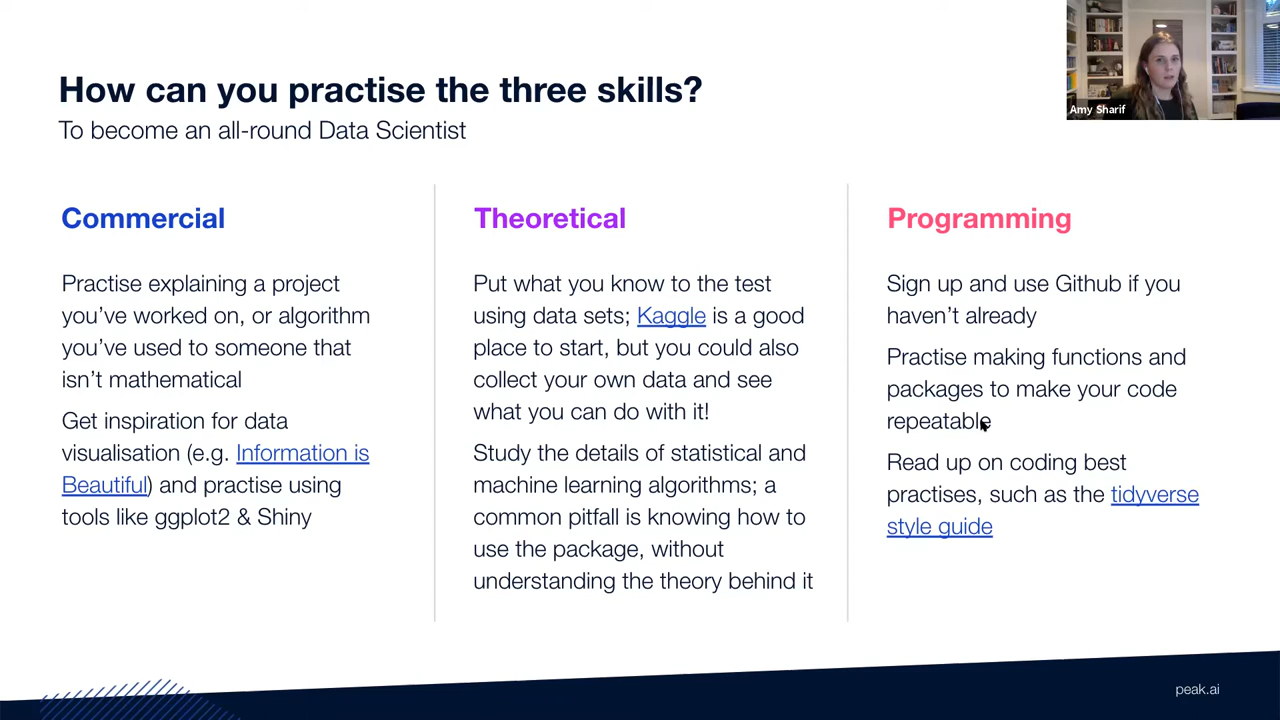 How can you practise the three skills?
To become an all-round Data Scientist
Amy Sharif
Commercial
Practise explaining a project
you've worked on, or algorithm
you've used to someone that
isn't mathematical
Get inspiration for data
visualisation (e.g. Information is
Beautiful) and practise using
tools like ggplot2 & Shiny
Theoretical
Put what you know to the test
using data sets; Kaggle is a good
place to start, but you could also
collect your own data and see
what you can do with it!
Study the details of statistical and
machine learning algorithms; a
common pitfall is knowing how to
use the package, without
understanding the theory behind it
Programming
Sign up and use Github if you
haven't already
Practise making functions and
packages to make your code
repeatable
Read up on coding best
practises, such as the tidyverse
style guide
peak.ai